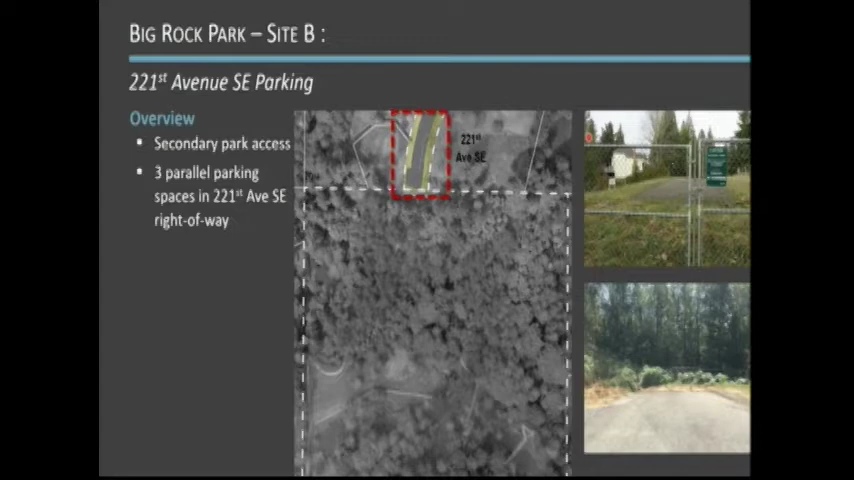 BIG ROCK PARK – SITE B :
221st Avenue SE Parking
Overview
▪ Secondary park access
▪ 3 parallel parking
spaces in 221st Ave SE
right-of-way
221st
Ave SE